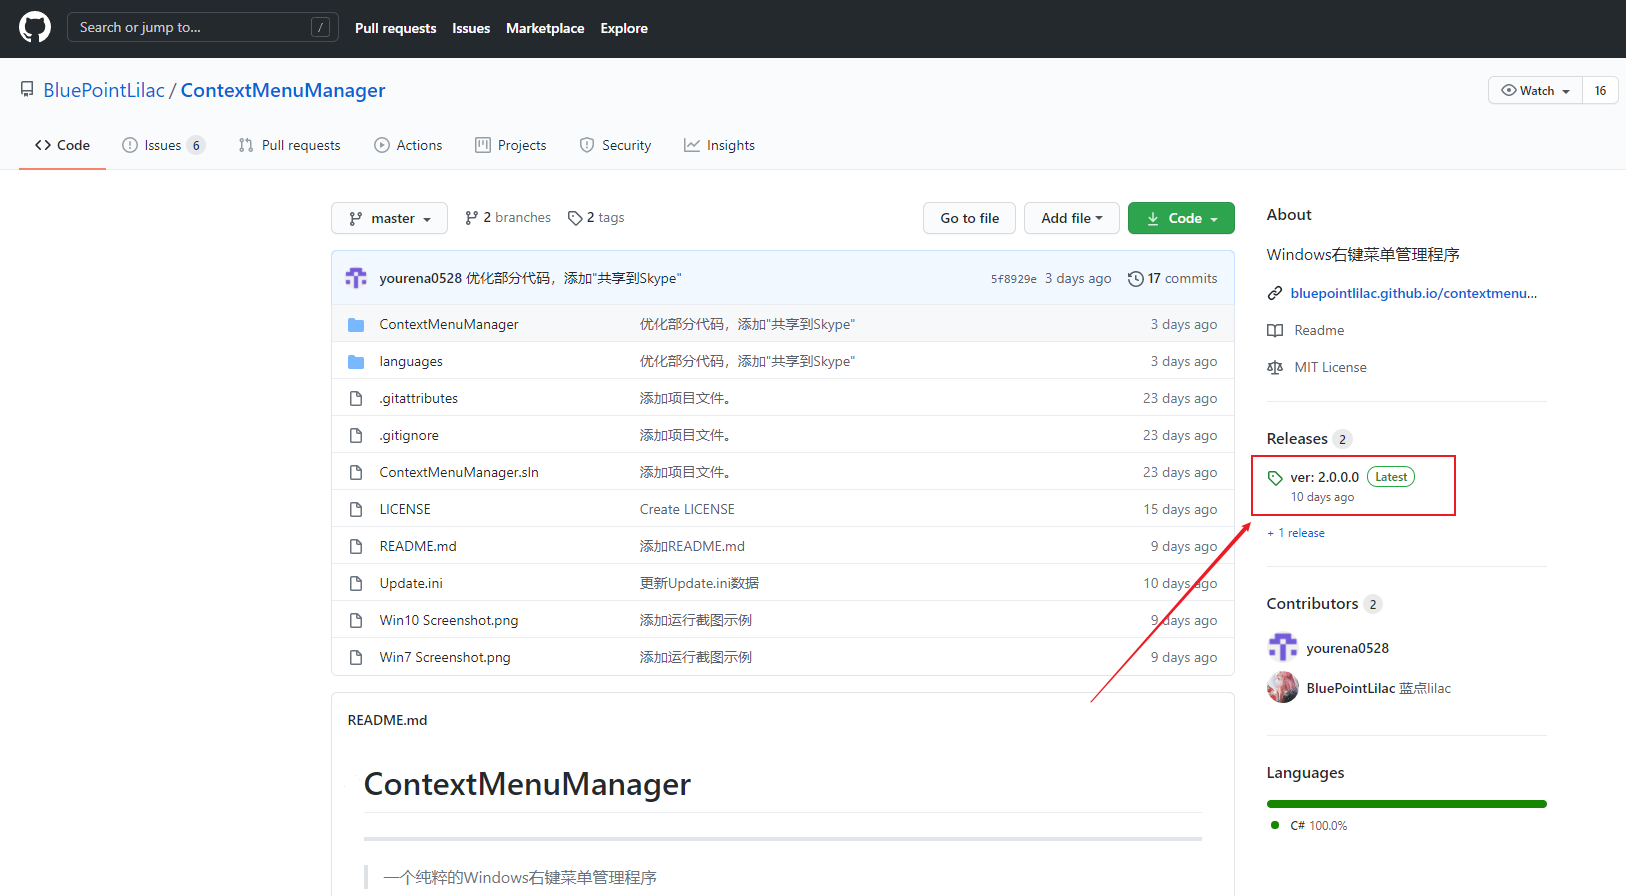 Search or jump to... /
Pull requests Issues Marketplace Explore
BluePointLilac / ContextMenuManager
Watch 16
Code Issues 6 Pull requests Actions Projects Security Insights
master 2 branches 2 tags
Go to file Add file Code
yourena0528 优化部分代码，添加"共享到Skype" 5f8929e 3 days ago 17 commits
ContextMenuManager 优化部分代码，添加"共享到Skype" 3 days ago
languages 优化部分代码，添加"共享到Skype" 3 days ago
.gitattributes 添加项目文件。 23 days ago
.gitignore 添加项目文件。 23 days ago
ContextMenuManager.sln 添加项目文件。 23 days ago
LICENSE Create LICENSE 15 days ago
README.md 添加README.md 9 days ago
Update.ini 更新Update.ini数据 10 days ago
Win10 Screenshot.png 添加运行截图示例 9 days ago
Win7 Screenshot.png 添加运行截图示例 9 days ago
README.md
ContextMenuManager
一个纯粹的Windows右键菜单管理程序
About
Windows右键菜单管理程序
bluepointlilac.github.io/contextmenu...
Readme
MIT License
Releases 2
ver: 2.0.0.0 Latest
10 days ago
+ 1 release
Contributors 2
yourena0528
BluePointLilac 蓝点lilac
Languages
C# 100.0%